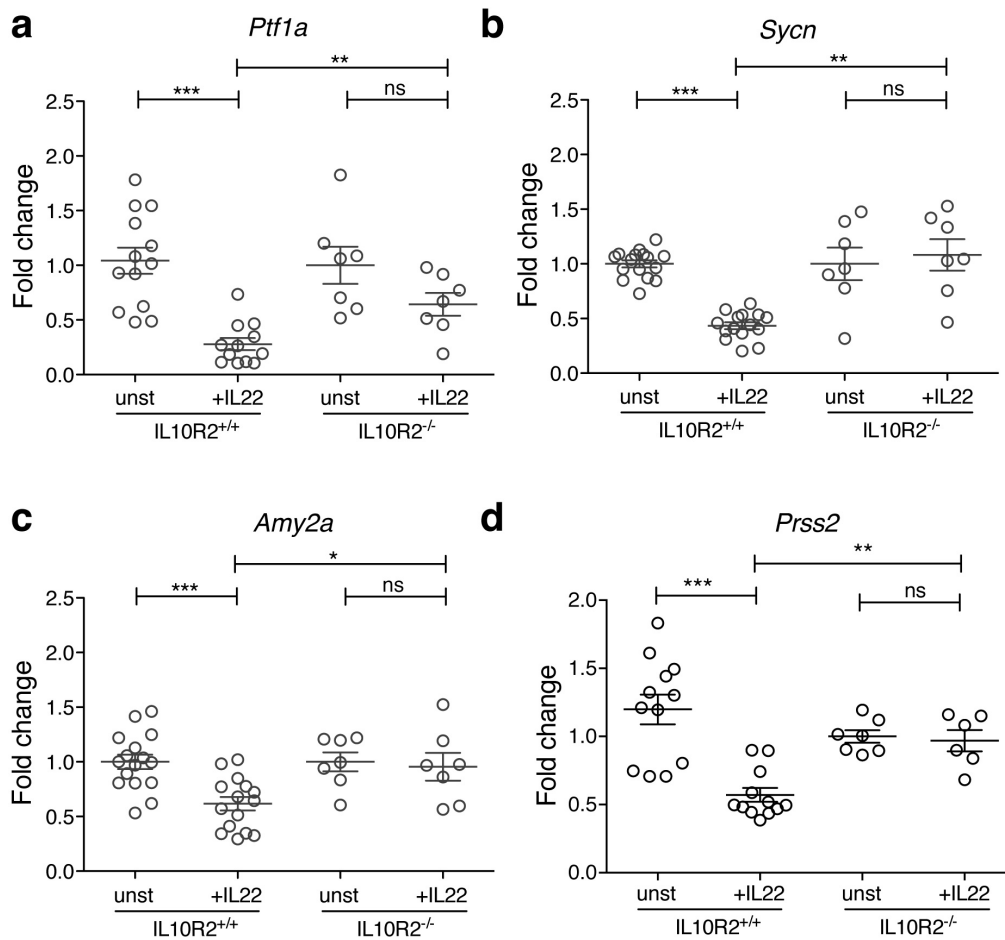 a
Ptf1a
**
***
ns
2.5
2.0
1.5
1.0
0.5
0.0
Fold change
unst +IL22 unst +IL22
IL10R2+/+ IL10R2-/-
b
Sycn
**
***
ns
2.5
2.0
1.5
1.0
0.5
0.0
Fold change
unst +IL22 unst +IL22
IL10R2+/+ IL10R2-/-
c
Amy2a
*
***
ns
2.5
2.0
1.5
1.0
0.5
0.0
Fold change
unst +IL22 unst +IL22
IL10R2+/+ IL10R2-/-
d
Prss2
**
***
ns
2.0
1.5
1.0
0.5
0.0
Fold change
unst +IL22 unst +IL22
IL10R2+/+ IL10R2-/-